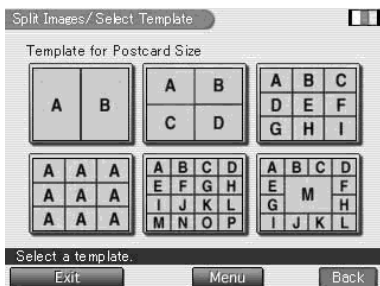 Split Images/Select Template
Template for Postcard Size
A B
A B
C D
A B C
D E F
G H I
A A A
A A A
A A A
A B C D
E F G H
I J K L
M N O P
A B C D
E M F
G H
I J K L
Select a template.
Exit Menu Back